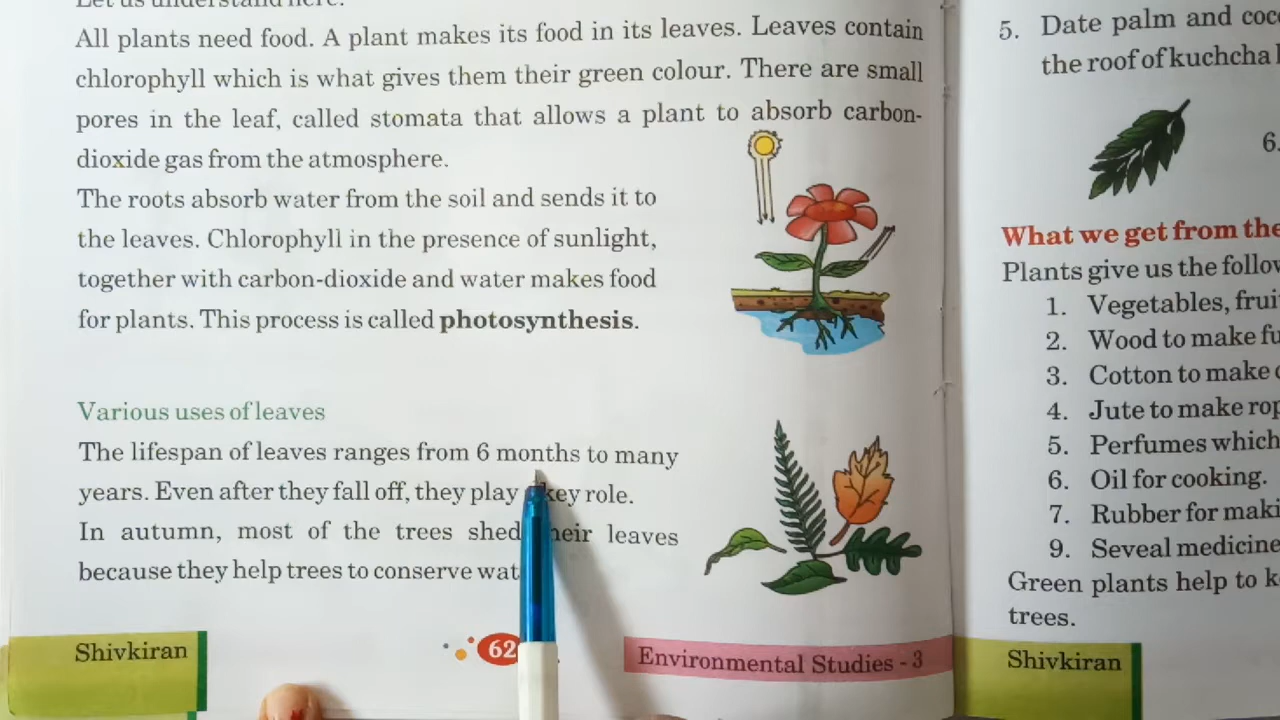 Let us understand here.
All plants need food. A plant makes its food in its leaves. Leaves contain
chlorophyll which is what gives them their green colour. There are small
pores in the leaf, called stomata that allows a plant to absorb carbon-
dioxide gas from the atmosphere.
The roots absorb water from the soil and sends it to
the leaves. Chlorophyll in the presence of sunlight,
together with carbon-dioxide and water makes food
for plants. This process is called photosynthesis.
Various uses of leaves
The lifespan of leaves ranges from 6 months to many
years. Even after they fall off, they play key role.
In autumn, most of the trees shed their leaves
because they help trees to conserve
Shivkiran
62
Environmental Studies - 3
5. Date palm and
the roof of kuchcha
6.
What we get from the
Plants give us the
1. Vegetables,
2. Wood to make
3. Cotton to make
4. Jute to make
5. Perfumes which
6. Oil for cooking.
7. Rubber for
9. Seveal medicine
Green plants help to
trees.
Shivkiran